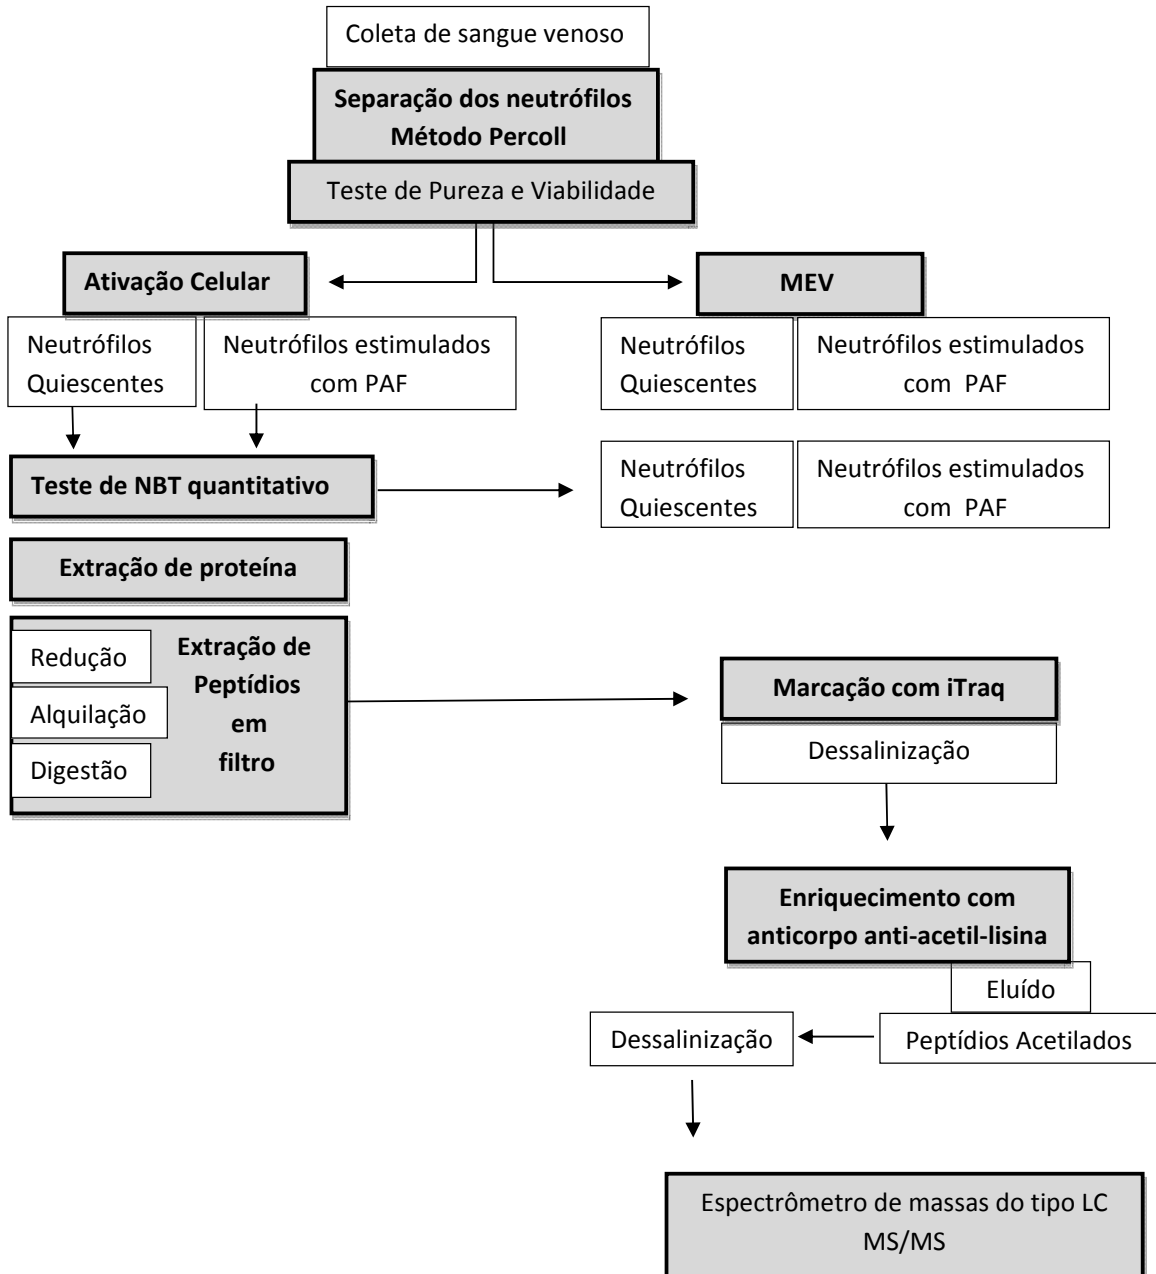 Coleta de sangue venoso
Separação dos neutrófilos
Método Percoll
Teste de Pureza e Viabilidade
Ativação Celular
MEV
Neutrófilos
Quiescentes
Neutrófilos estimulados
com PAF
Neutrófilos
Quiescentes
Neutrófilos estimulados
com PAF
Teste de NBT quantitativo
Neutrófilos
Quiescentes
Neutrófilos estimulados
com PAF
Extração de proteína
Redução
Alquilação
Digestão
Extração de
Peptídios
em
filtro
Marcação com iTraq
Dessalinização
Enriquecimento com
anticorpo anti-acetil-lisina
Eluído
Peptídios Acetilados
Dessalinização
Espectrômetro de massas do tipo LC
MS/MS